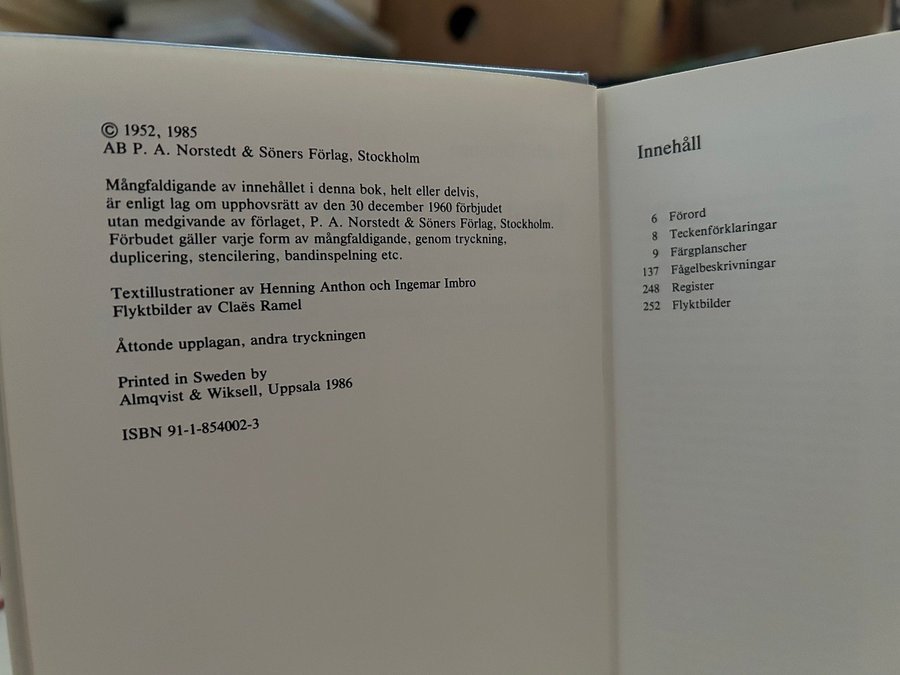 © 1952, 1985
AB P. A. Norstedt & Söners Förlag, Stockholm
Mångfaldigande av innehållet i denna bok, helt eller delvis,
är enligt lag om upphovsrätt av den 30 december 1960 förbjudet
utan medgivande av förlaget, P. A. Norstedt & Söners Förlag, Stockholm.
Förbudet gäller varje form av mångfaldigande, genom tryckning,
duplicering, stencilering, bandinspelning etc.
Textillustrationer av Henning Anthon och Ingemar Imbro
Flyktbilder av Claës Ramel
Åttonde upplagan, andra tryckningen
Printed in Sweden by
Almqvist & Wiksell, Uppsala 1986
ISBN 91-1-854002-3
Innehåll
6 Förord
8 Teckenförklaringar
9 Färgplanscher
137 Fågelbeskrivningar
248 Register
252 Flyktbilder